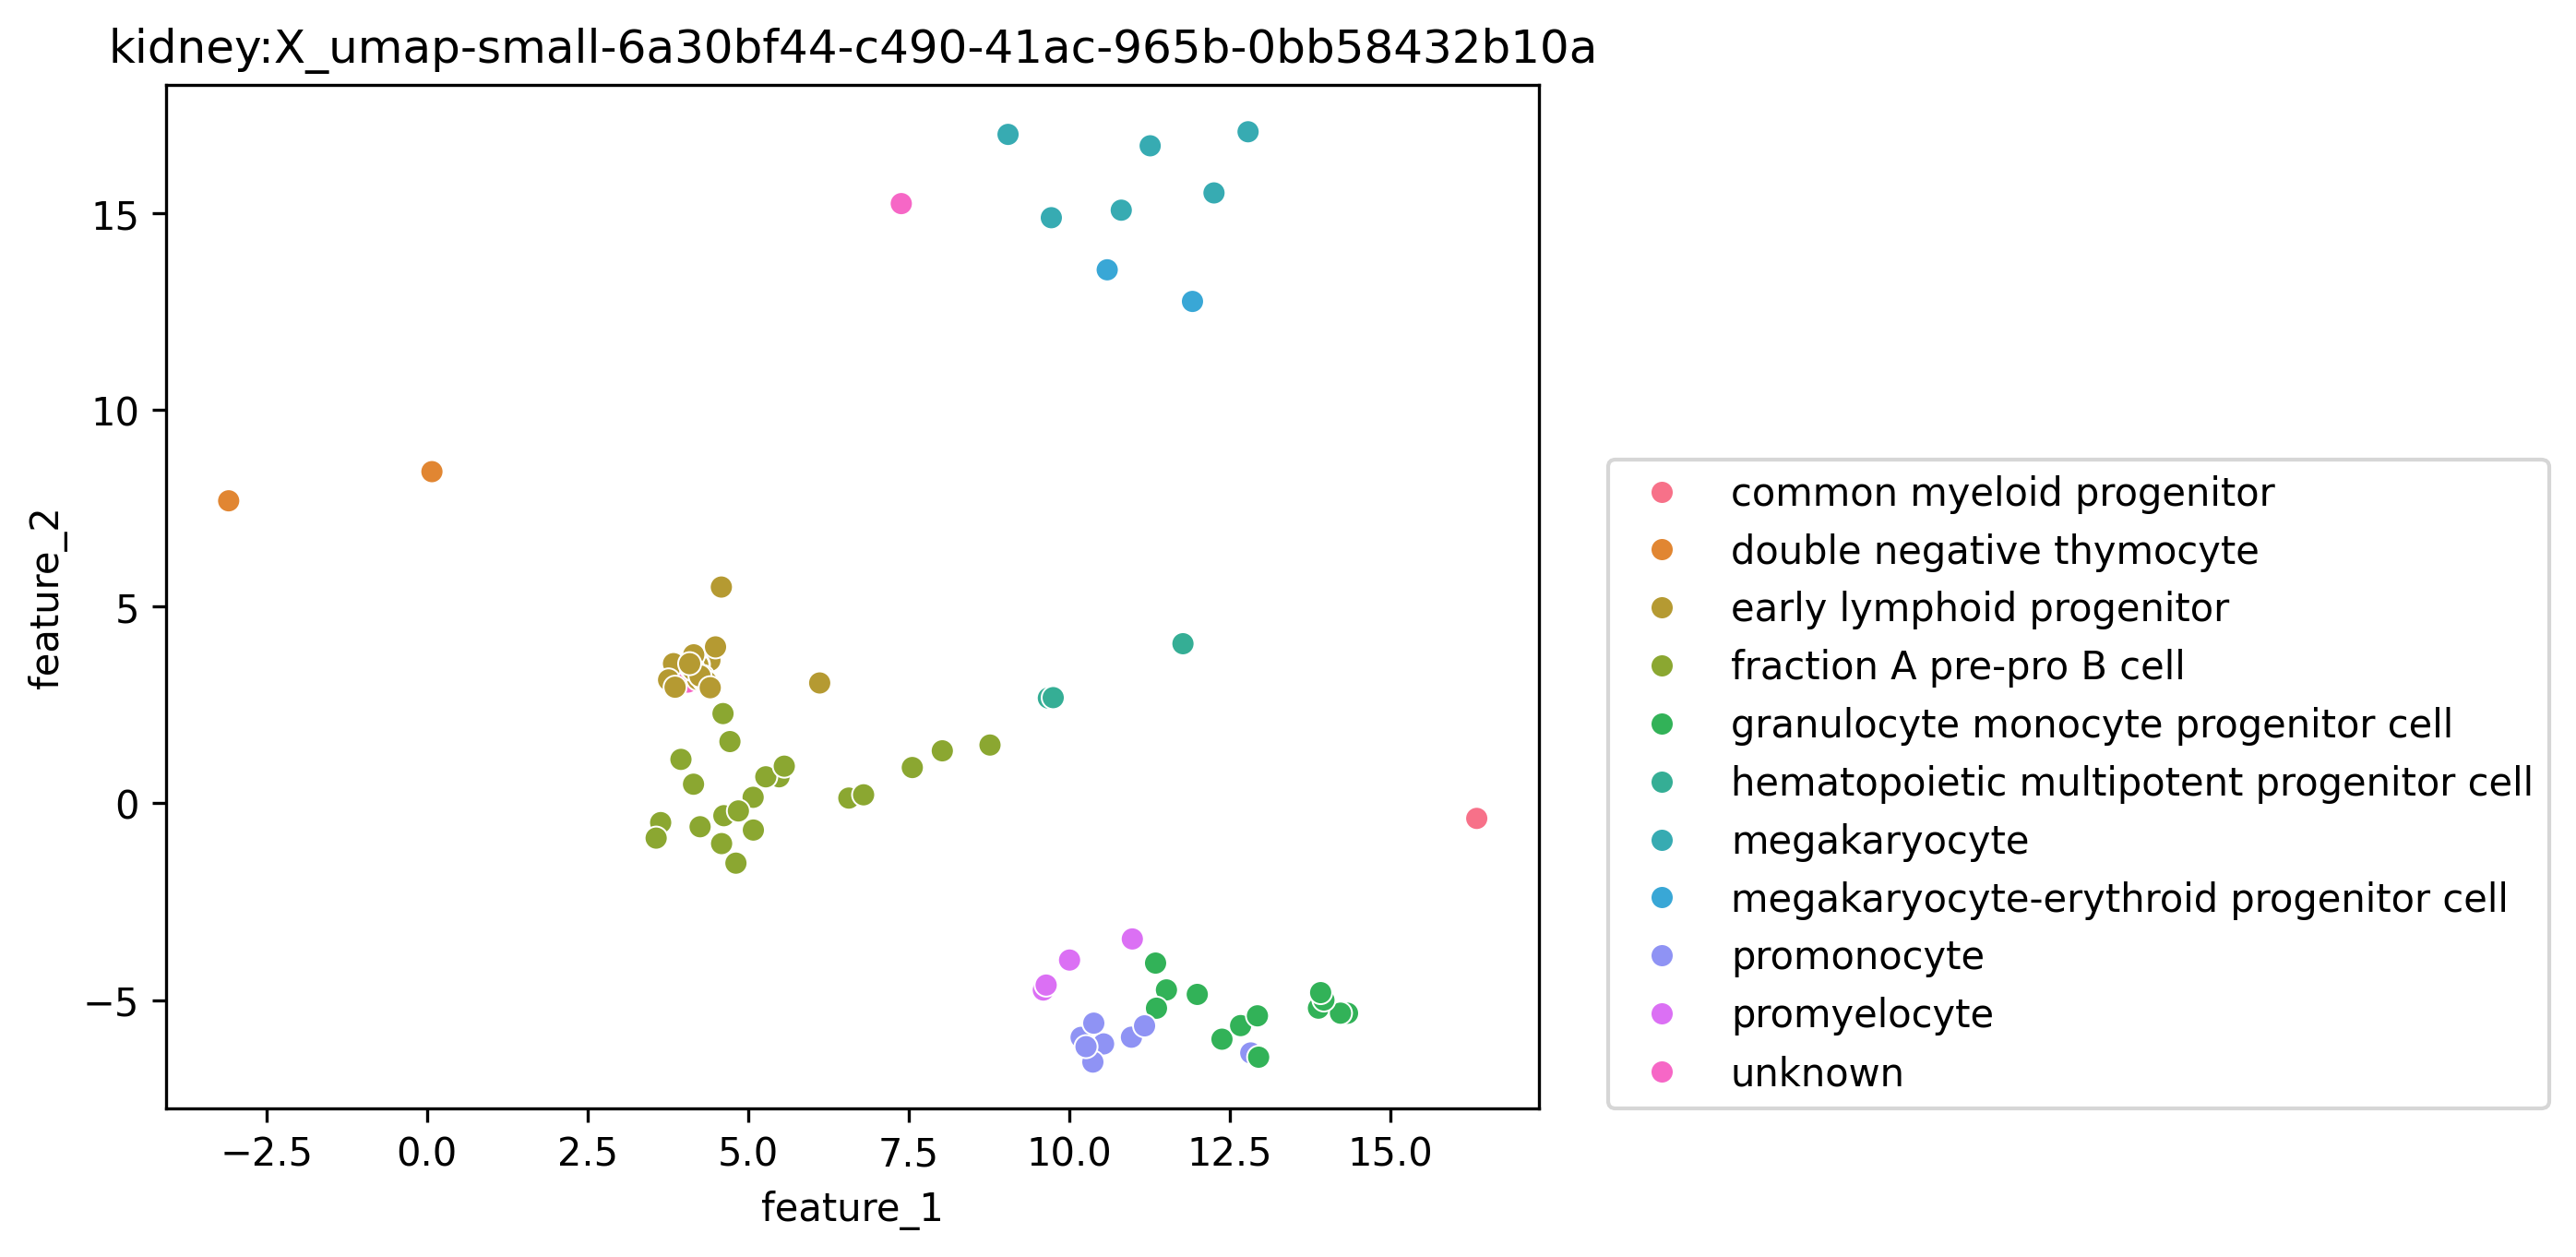 kidney:X_umap-small-6a30bf44-c490-41ac-965b-0bb58432b10a
15
10
5
0
−5
feature_2
−2.5
0.0
2.5
5.0
7.5
10.0
12.5
15.0
feature_1
common myeloid progenitor
double negative thymocyte
early lymphoid progenitor
fraction A pre-pro B cell
granulocyte monocyte progenitor cell
hematopoietic multipotent progenitor cell
megakaryocyte
megakaryocyte-erythroid progenitor cell
promonocyte
promyelocyte
unknown